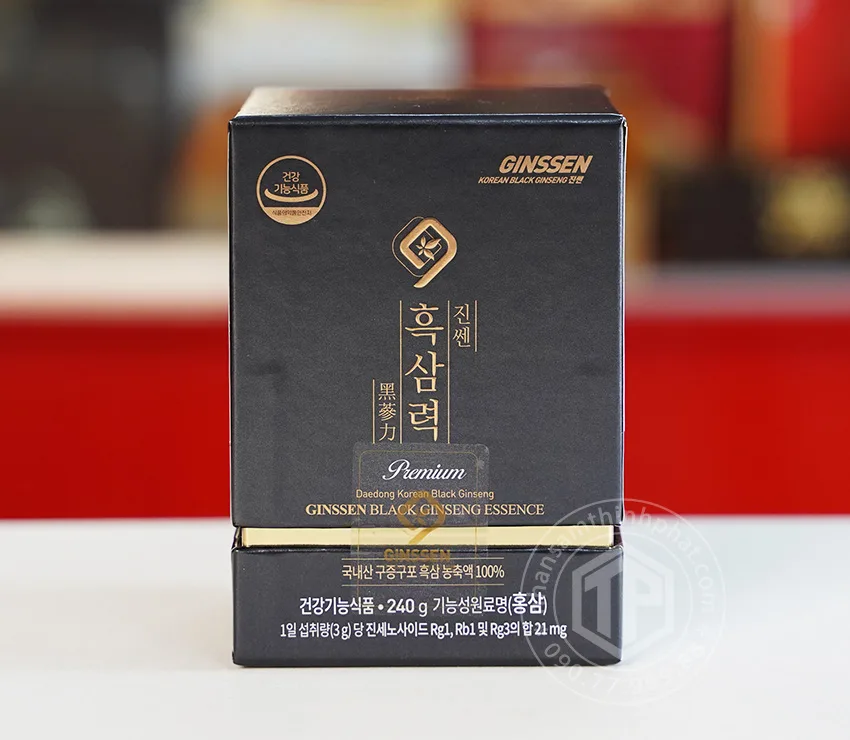 건강
기능식품
식품의약품안전처
GINSSEN
KOREAN BLACK GINSENG 진쎈
진쎈
흑삼력
黑蔘力
Premium
Daedong Korean Black Ginseng
GINSSEN BLACK GINSENG ESSENCE
GINSSEN
국내산 구증구포 흑삼 농축액 100%
건강기능식품 • 240 g 기능성원료명(홍삼)
1일 섭취량(3 g) 당 진세노사이드 Rg1, Rb1 및 Rg3의 합 21 mg
nhansamthinhphat.com
TP